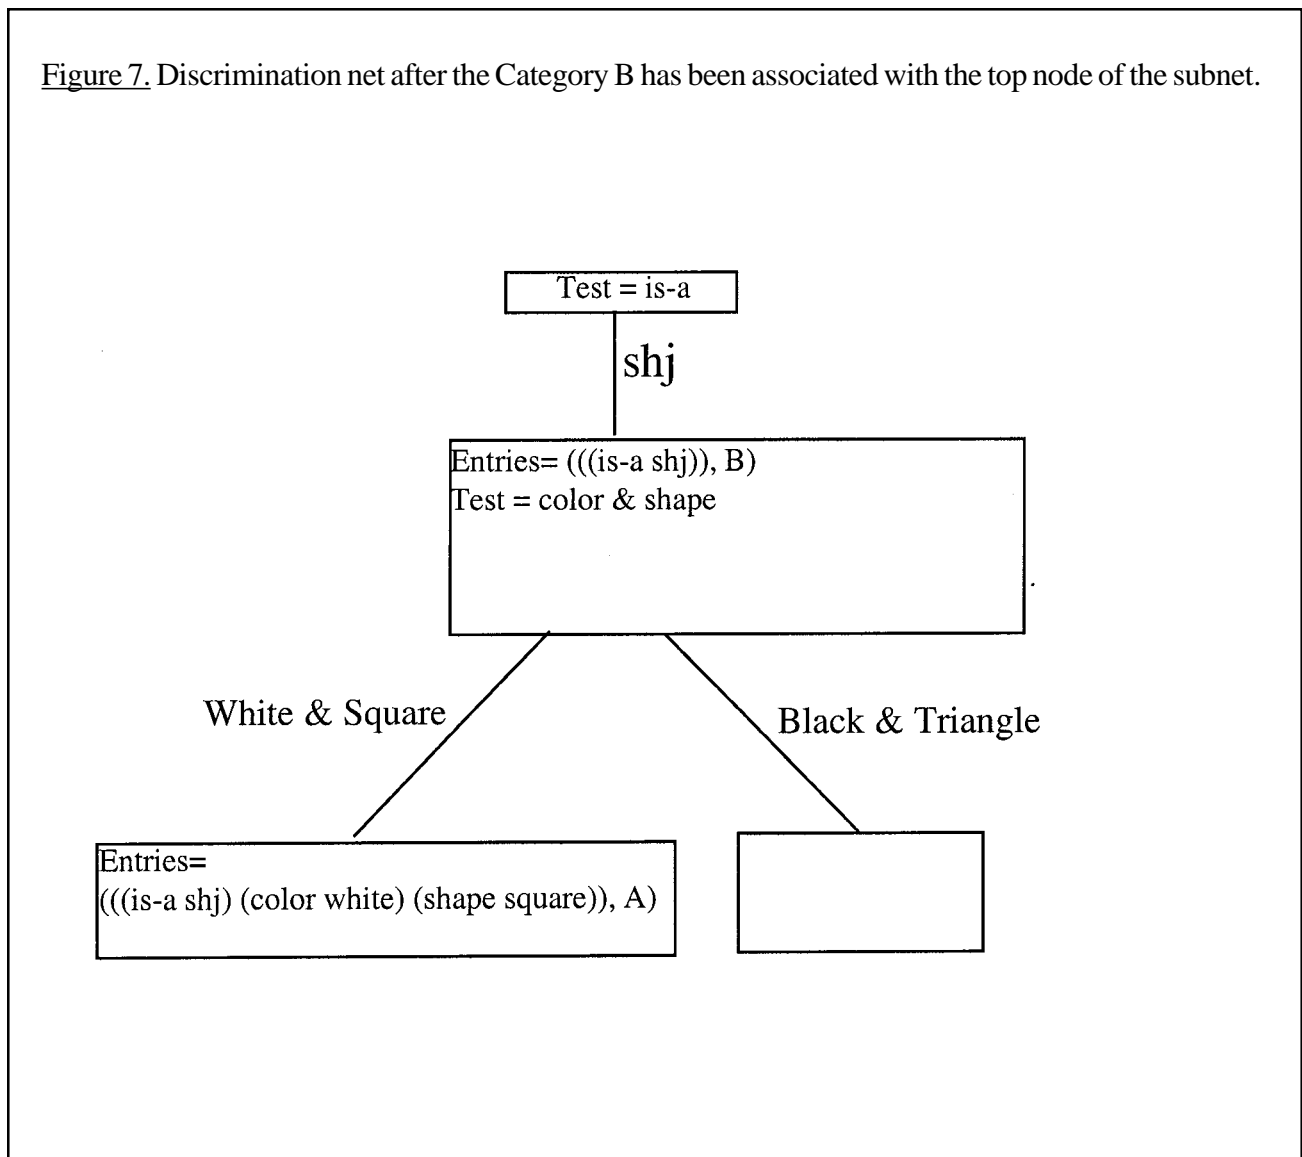 Figure 7. Discrimination net after the Category B has been associated with the top node of the subnet.
Test = is-a
shj
Entries= (((is-a shj)), B)
Test = color & shape
White & Square
Black & Triangle
Entries=
(((is-a shj) (color white) (shape square)), A)